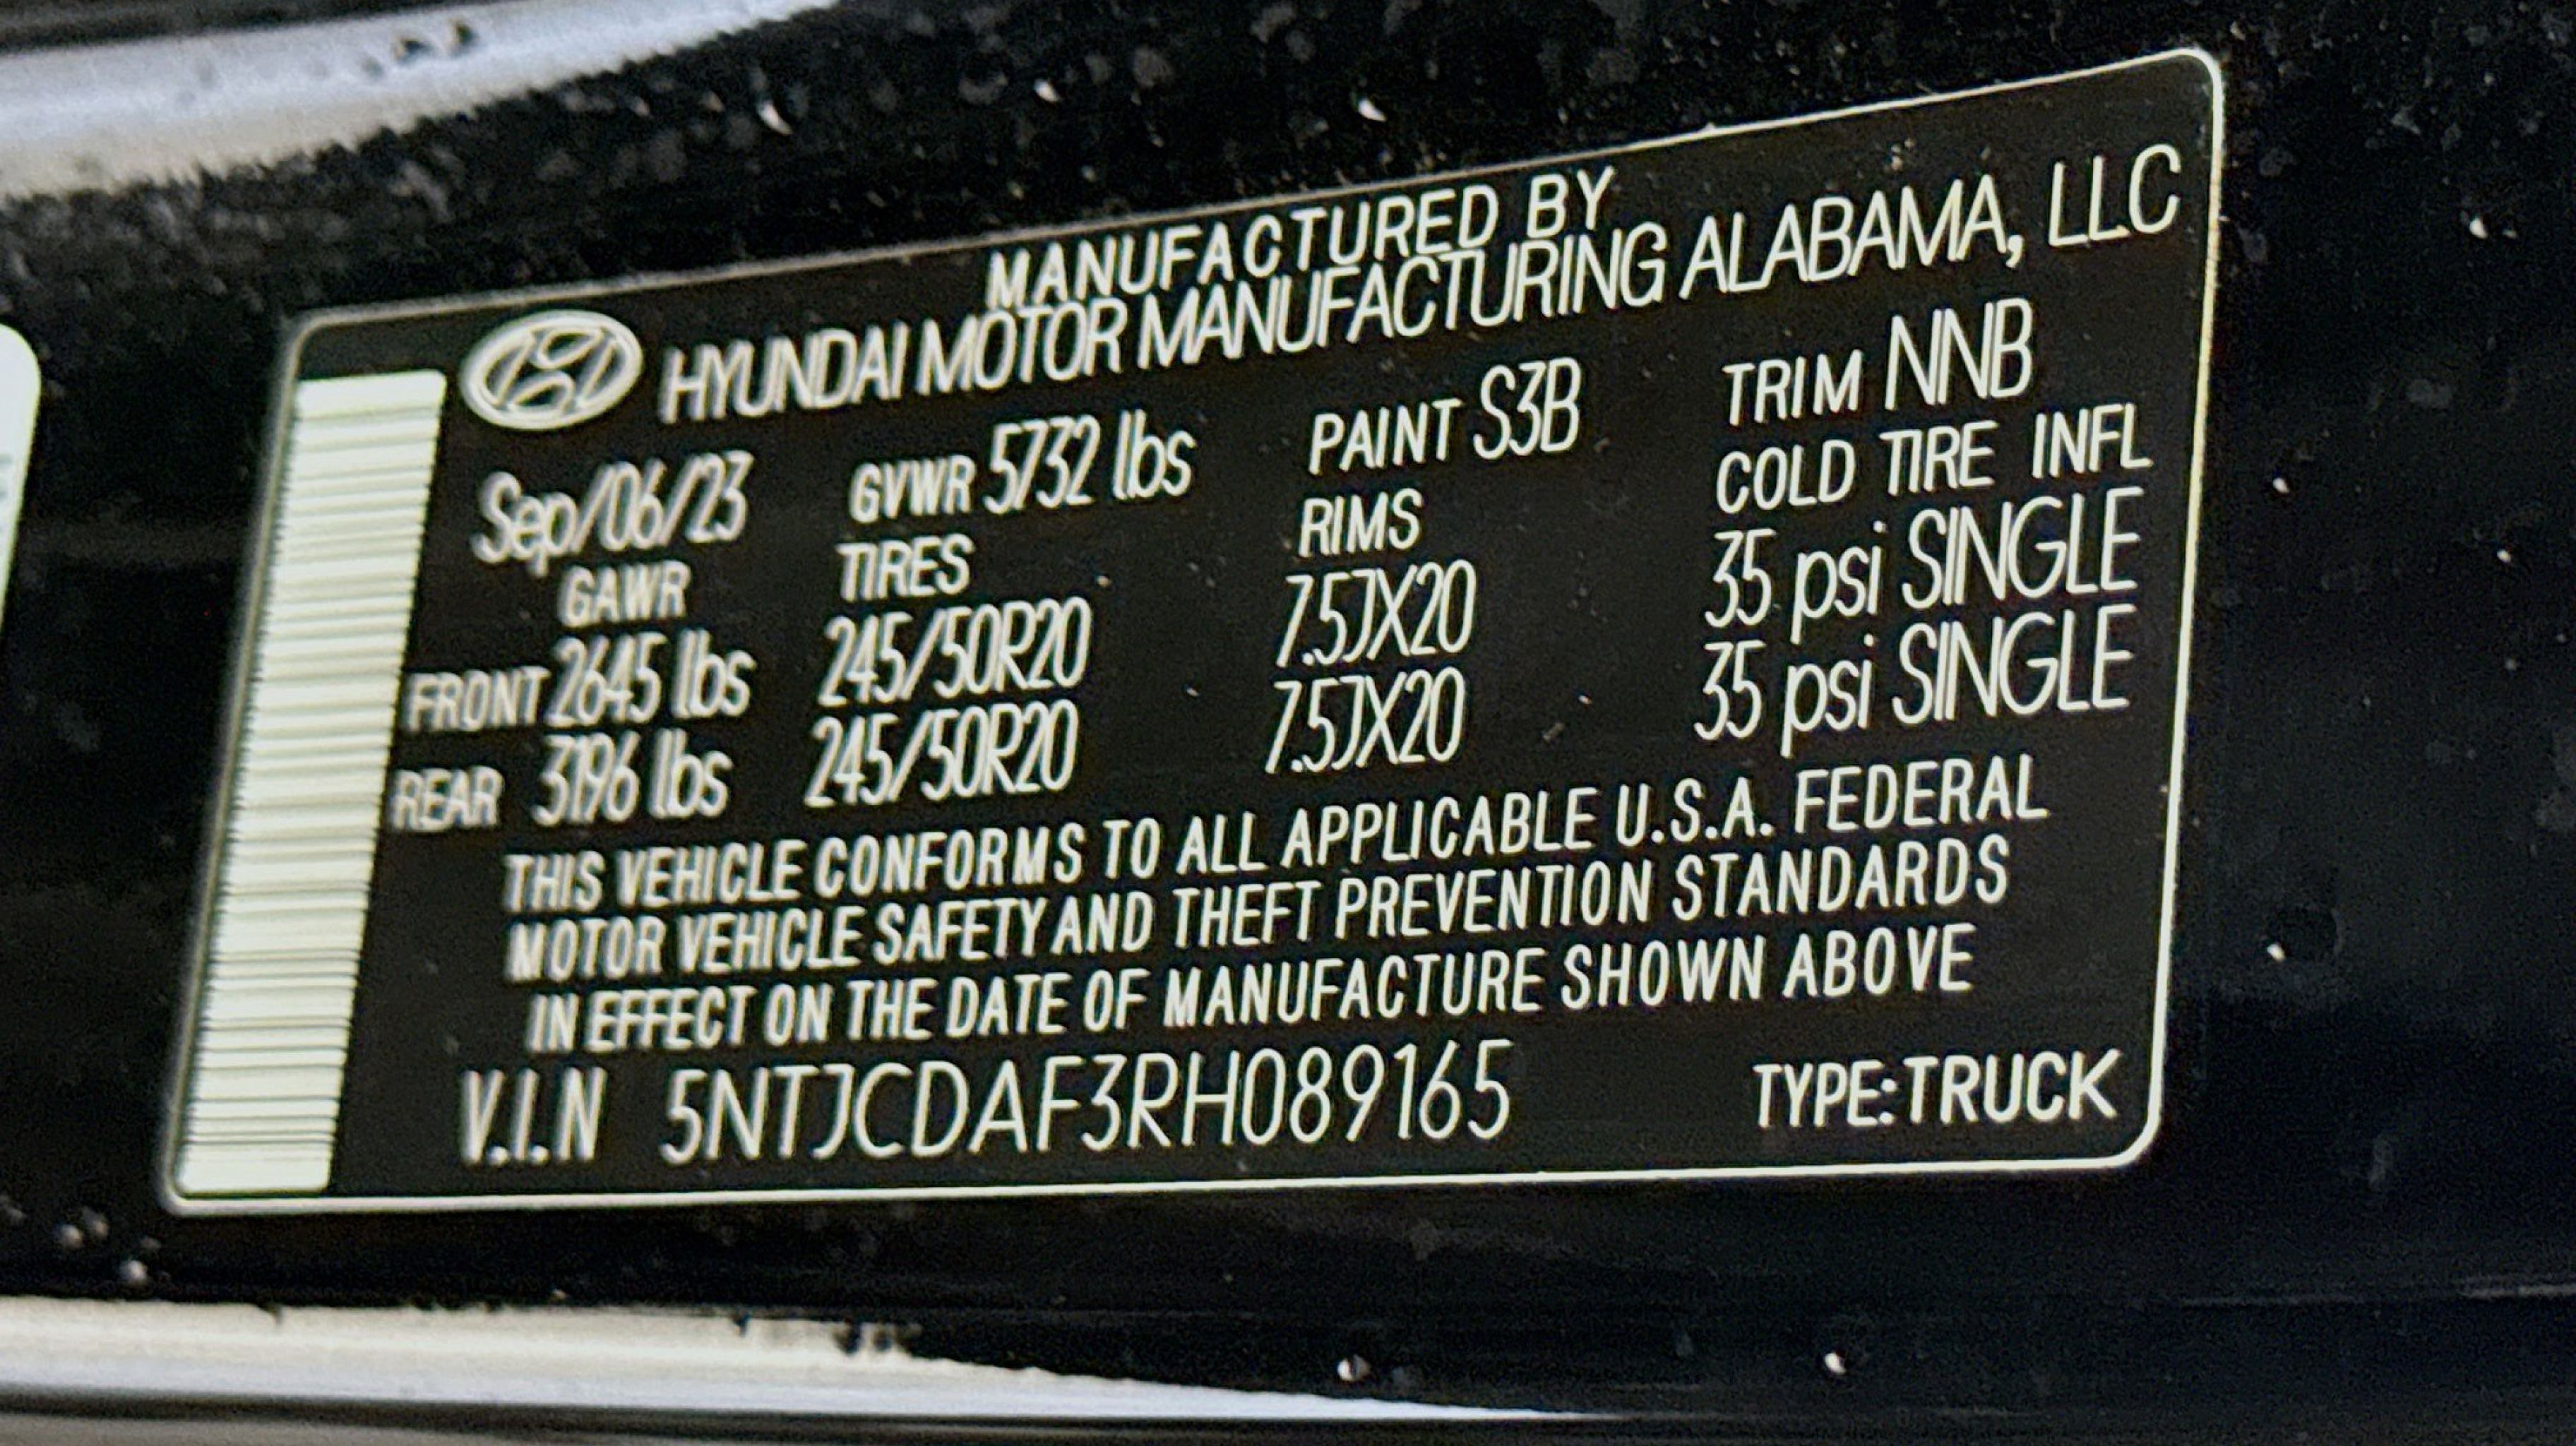 MANUFACTURED BY
HYUNDAI MOTOR MANUFACTURING ALABAMA, LLC
Sep/06/23 GVWR 5732 lbs PAINT S3B TRIM NNB
GAWR TIRES RIMS COLD TIRE INFL
FRONT 2645 lbs 245/50R20 7.5JX20 35 psi SINGLE
REAR 3196 lbs 245/50R20 7.5JX20 35 psi SINGLE
THIS VEHICLE CONFORMS TO ALL APPLICABLE U.S.A. FEDERAL
MOTOR VEHICLE SAFETY AND THEFT PREVENTION STANDARDS
IN EFFECT ON THE DATE OF MANUFACTURE SHOWN ABOVE
V.I.N 5NTJCDAF3RH089165 TYPE:TRUCK